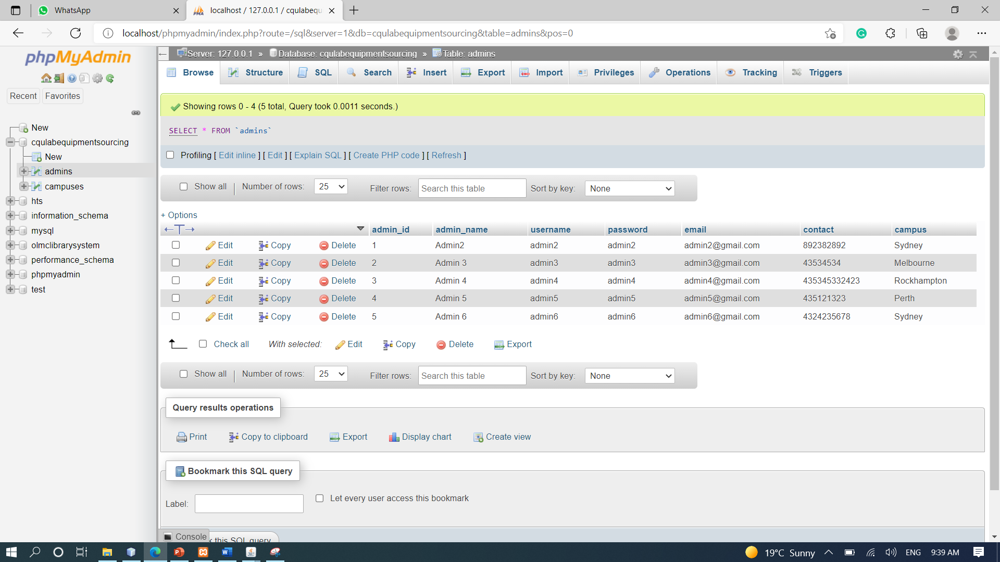 WhatsApp
localhost / 127.0.0.1 / cqulabequ
localhost/phpmyadmin/index.php?route=/sql&server=1&db=cqulabequipmentsourcing&table=admins&pos=0
phpMyAdmin
Recent Favorites
New
cqulabequipmentsourcing
New
admins
campuses
hts
information_schema
mysql
olmclibrarysystem
performance_schema
phpmyadmin
test
Server: 127.0.0.1 » Database: cqulabequipmentsourcing » Table: admins
Browse Structure SQL Search Insert Export Import Privileges Operations Tracking Triggers
Showing rows 0 - 4 (5 total, Query took 0.0011 seconds.)
SELECT * FROM `admins`
Profiling [ Edit inline ] [ Edit ] [ Explain SQL ] [ Create PHP code ] [ Refresh ]
Show all | Number of rows: 25 Filter rows: Search this table Sort by key: None
+ Options
←T→ admin_id admin_name username password email contact campus
Edit Copy Delete 1 Admin2 admin2 admin2 admin2@gmail.com 892382892 Sydney
Edit Copy Delete 2 Admin 3 admin3 admin3 admin3@gmail.com 43534534 Melbourne
Edit Copy Delete 3 Admin 4 admin4 admin4 admin4@gmail.com 435345332423 Rockhampton
Edit Copy Delete 4 Admin 5 admin5 admin5 admin5@gmail.com 435121323 Perth
Edit Copy Delete 5 Admin 6 admin6 admin6 admin6@gmail.com 4324235678 Sydney
Check all With selected: Edit Copy Delete Export
Show all | Number of rows: 25 Filter rows: Search this table Sort by key: None
Query results operations
Print Copy to clipboard Export Display chart Create view
Bookmark this SQL query
Label: Let every user access this bookmark
Console k this SQL query
19°C Sunny ENG 9:39 AM